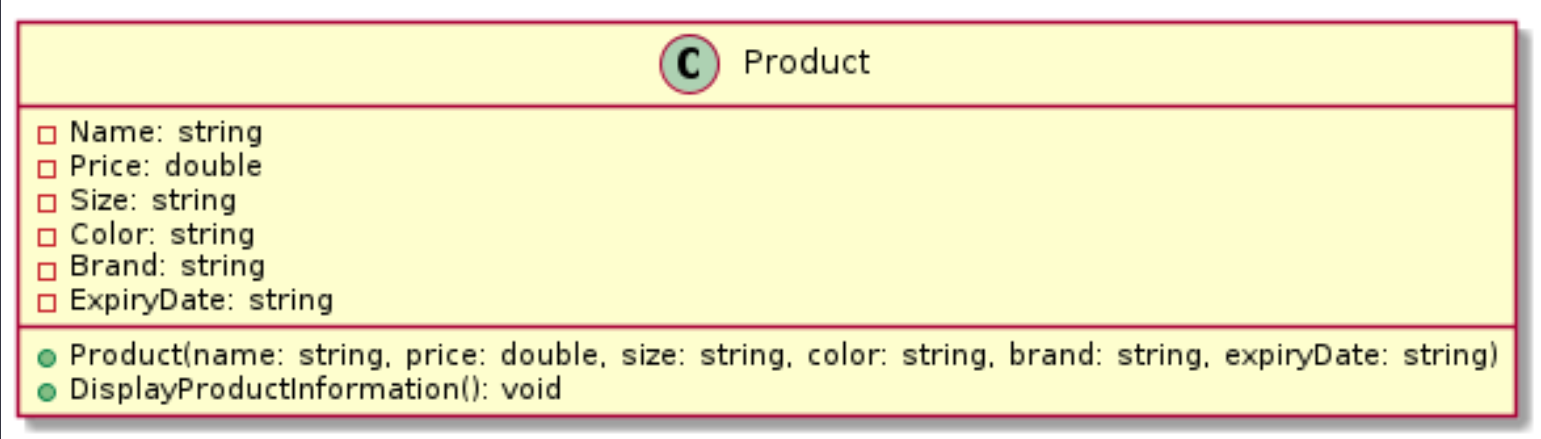 C Product
Name: string
Price: double
Size: string
Color: string
Brand: string
ExpiryDate: string
Product(name: string, price: double, size: string, color: string, brand: string, expiryDate: string)
DisplayProductInformation(): void